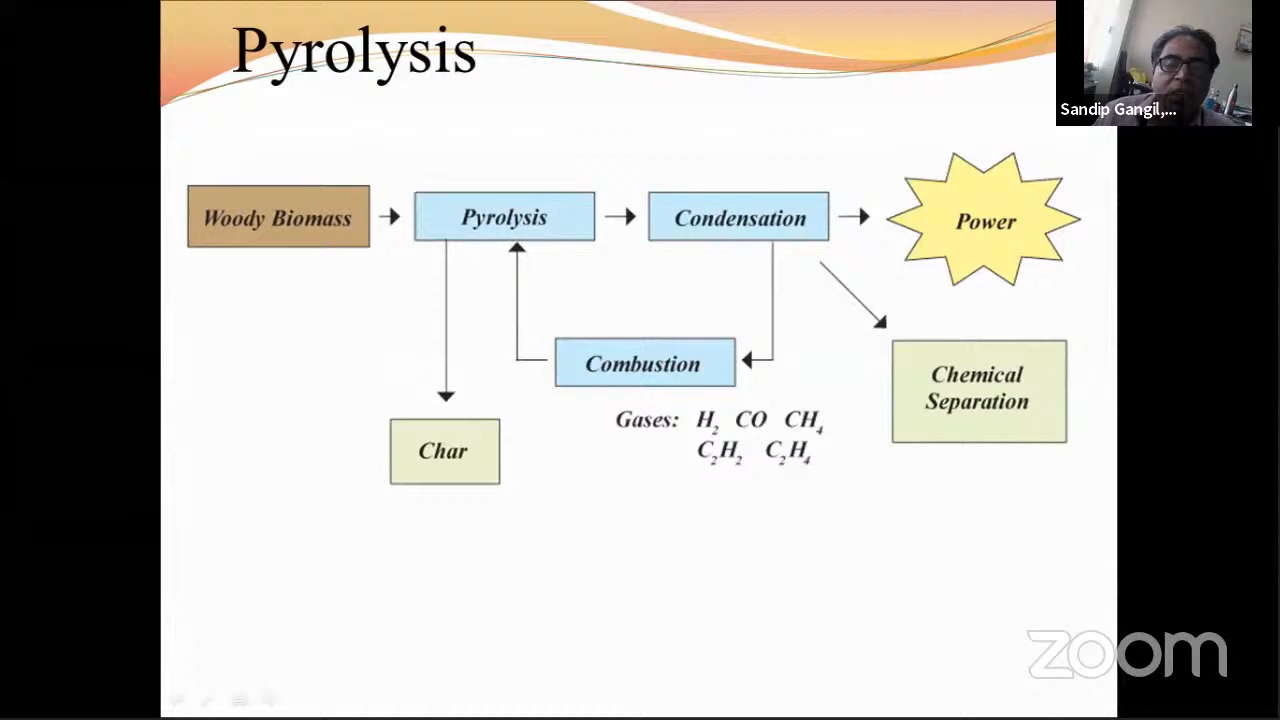 Pyrolysis
Sandip Gangil,...
Woody Biomass
Pyrolysis
Condensation
Power
Combustion
Chemical
Separation
Gases: H₂ CO CH₄
C₂H₂ C₂H₄
Char
zoom